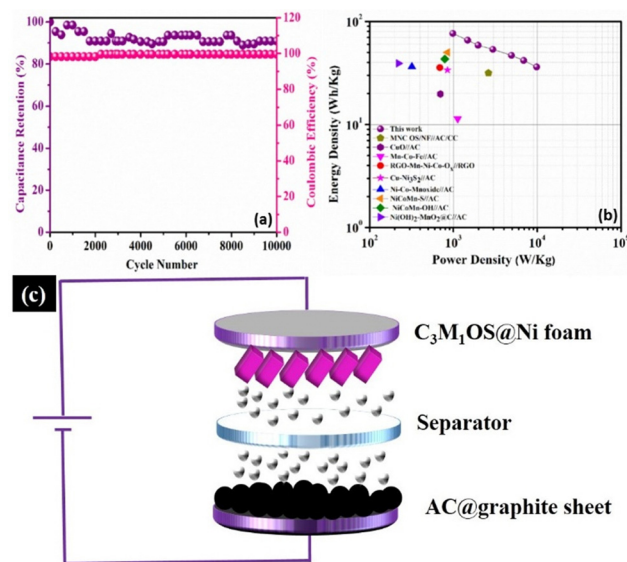 Capacitance Retention (%)
100
80
60
40
20
0
0 2000 4000 6000 8000 10000
Cycle Number
120
100
80
60
40
20
0
Coulombic Efficiency (%)
(a)
Energy Density (Wh/Kg)
10²
10¹
10⁰
10² 10³ 10⁴ 10⁵
Power Density (W/Kg)
This work
MNC OS/NF//AC/CC
CuO//AC
Mn-Co-Fe//AC
RGO-Mn-Ni-Co-Oₓ//RGO
Cu-Ni₃S₂//AC
Ni-Co-Mnoxide//AC
NiCoMn-S//AC
NiCoMn-OH//AC
Ni(OH)₂-MnO₂@C//AC
(b)
(c)
C₃M₁OS@Ni foam
Separator
AC@graphite sheet